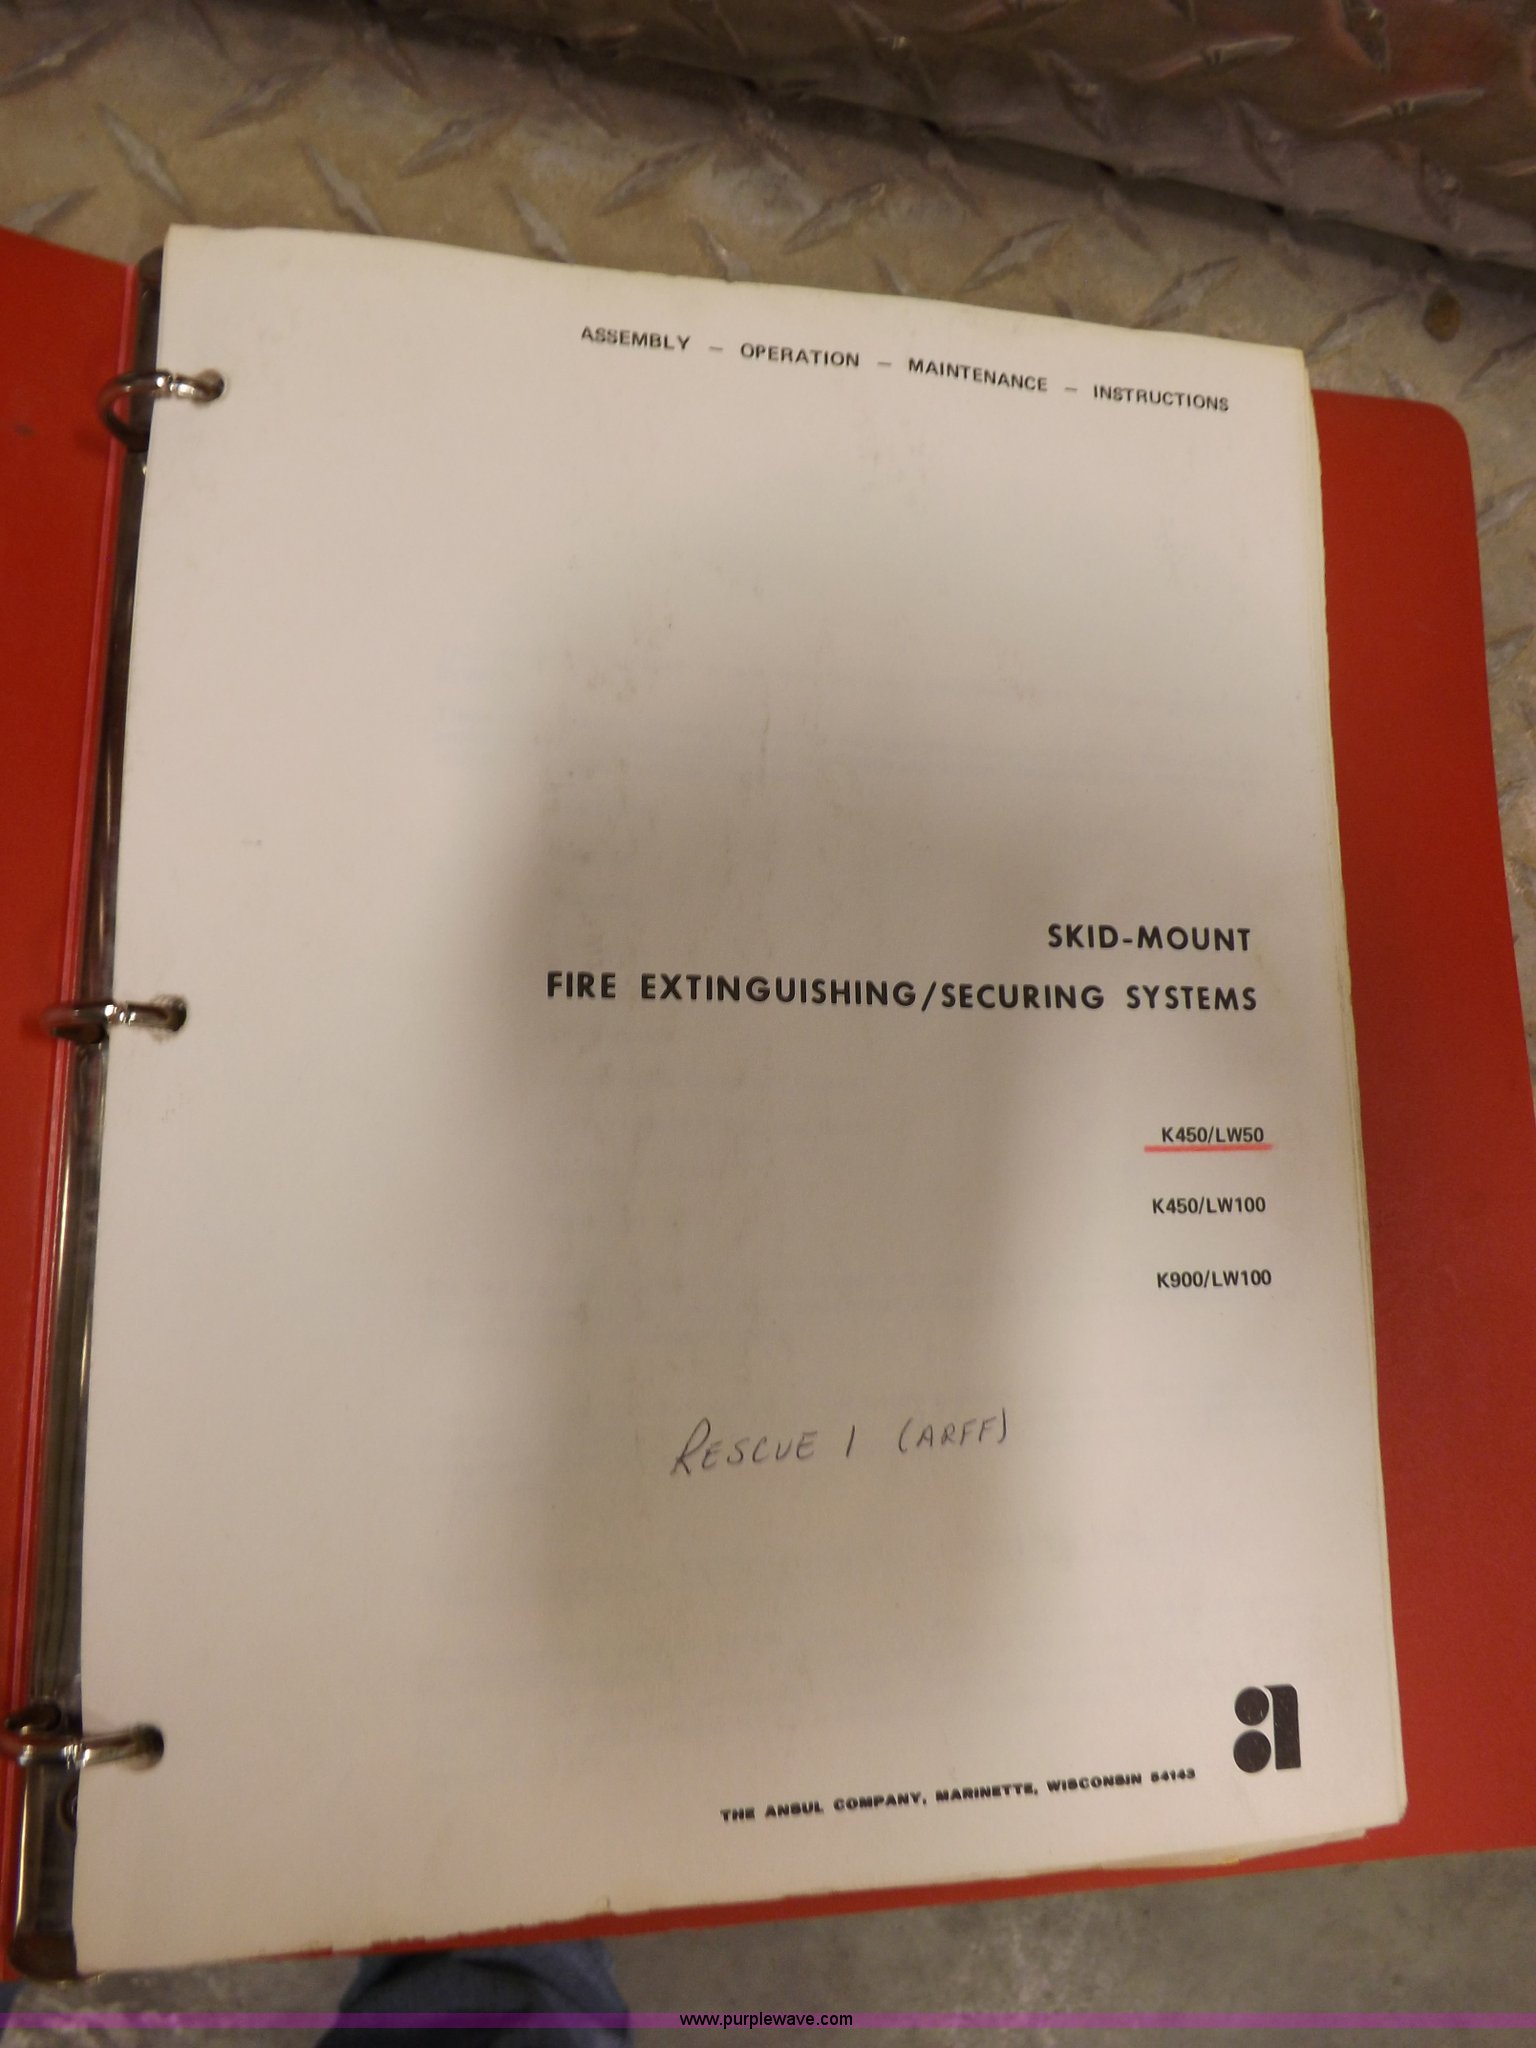 ASSEMBLY – OPERATION – MAINTENANCE – INSTRUCTIONS
SKID-MOUNT
FIRE EXTINGUISHING/SECURING SYSTEMS
K450/LW50
K450/LW100
K900/LW100
RESCUE 1 (ARFF)
a
THE ANSUL COMPANY, MARINETTE, WISCONSIN 54143
www.purplewave.com